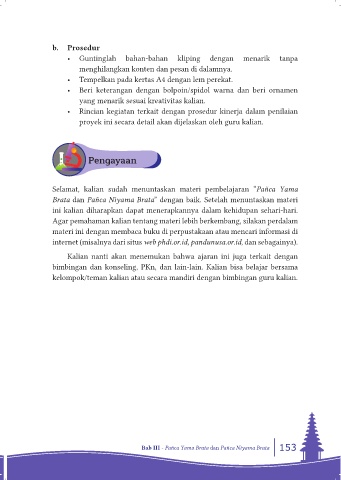 b. Prosedur
• Guntinglah bahan-bahan kliping dengan menarik tanpa
menghilangkan konten dan pesan di dalamnya.
• Tempelkan pada kertas A4 dengan lem perekat.
• Beri keterangan dengan bolpoin/spidol warna dan beri ornamen
yang menarik sesuai kreativitas kalian.
• Rincian kegiatan terkait dengan prosedur kinerja dalam penilaian
proyek ini secara detail akan dijelaskan oleh guru kalian.
Pengayaan
Selamat, kalian sudah menuntaskan materi pembelajaran "Pañca Yama
Brata dan Pañca Niyama Brata" dengan baik. Setelah menuntaskan materi
ini kalian diharapkan dapat menerapkannya dalam kehidupan sehari-hari.
Agar pemahaman kalian tentang materi lebih berkembang, silakan perdalam
materi ini dengan membaca buku di perpustakaan atau mencari informasi di
internet (misalnya dari situs web phdi.or.id, pandunusa.or.id, dan sebagainya).
Kalian nanti akan menemukan bahwa ajaran ini juga terkait dengan
bimbingan dan konseling, PKn, dan lain-lain. Kalian bisa belajar bersama
kelompok/teman kalian atau secara mandiri dengan bimbingan guru kalian.
Bab III - Pañca Yama Brata dan Panca Niyama Brata 153